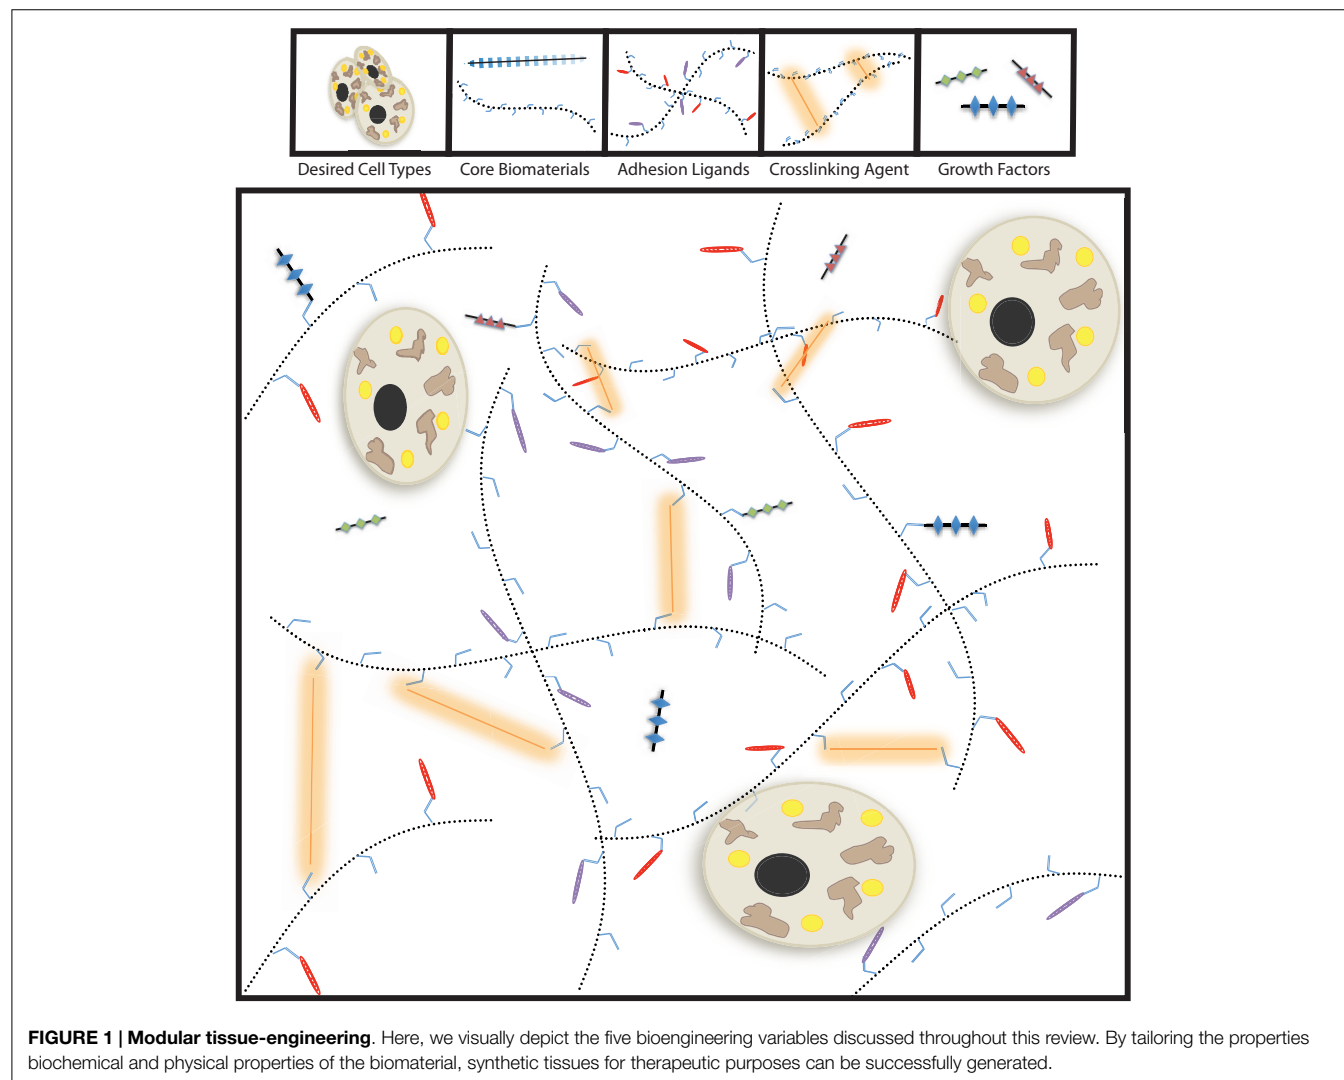 Desired Cell Types Core Biomaterials Adhesion Ligands Crosslinking Agent Growth Factors
FIGURE 1 | Modular tissue-engineering. Here, we visually depict the five bioengineering variables discussed throughout this review. By tailoring the properties
biochemical and physical properties of the biomaterial, synthetic tissues for therapeutic purposes can be successfully generated.